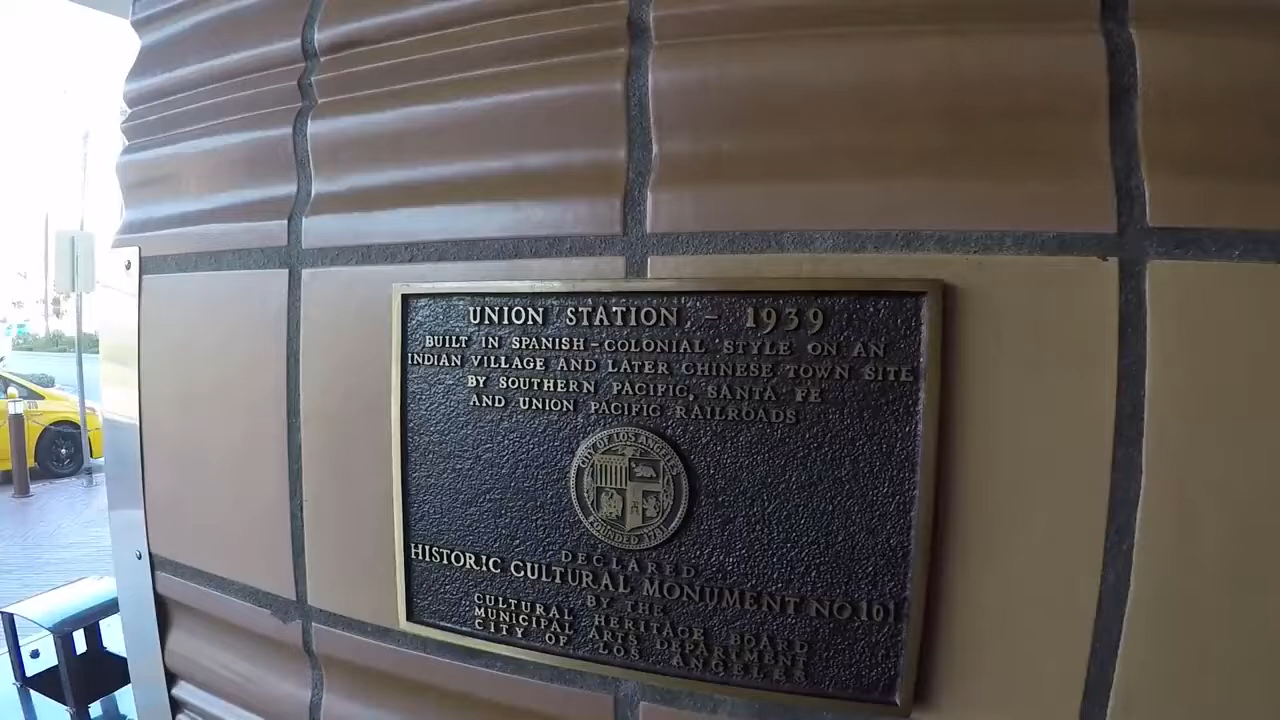 UNION STATION - 1939
BUILT IN SPANISH-COLONIAL STYLE ON AN
INDIAN VILLAGE AND LATER CHINESE TOWN SITE
BY SOUTHERN PACIFIC, SANTA FE
AND UNION PACIFIC RAILROADS
CITY OF LOS ANGELES
FOUNDED 1781
DECLARED
HISTORIC CULTURAL MONUMENT NO. 101
BY THE
CULTURAL HERITAGE BOARD
MUNICIPAL ARTS DEPARTMENT
CITY OF LOS ANGELES